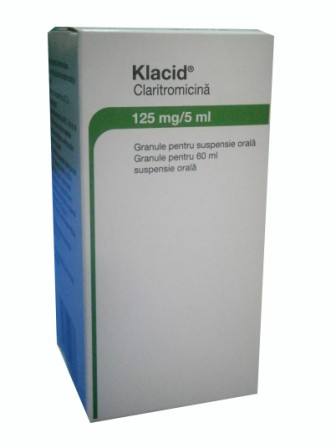 Klacid®
Claritromicină
125 mg/5 ml
Granule pentru suspensie orală
Granule pentru 60 ml
suspensie orală